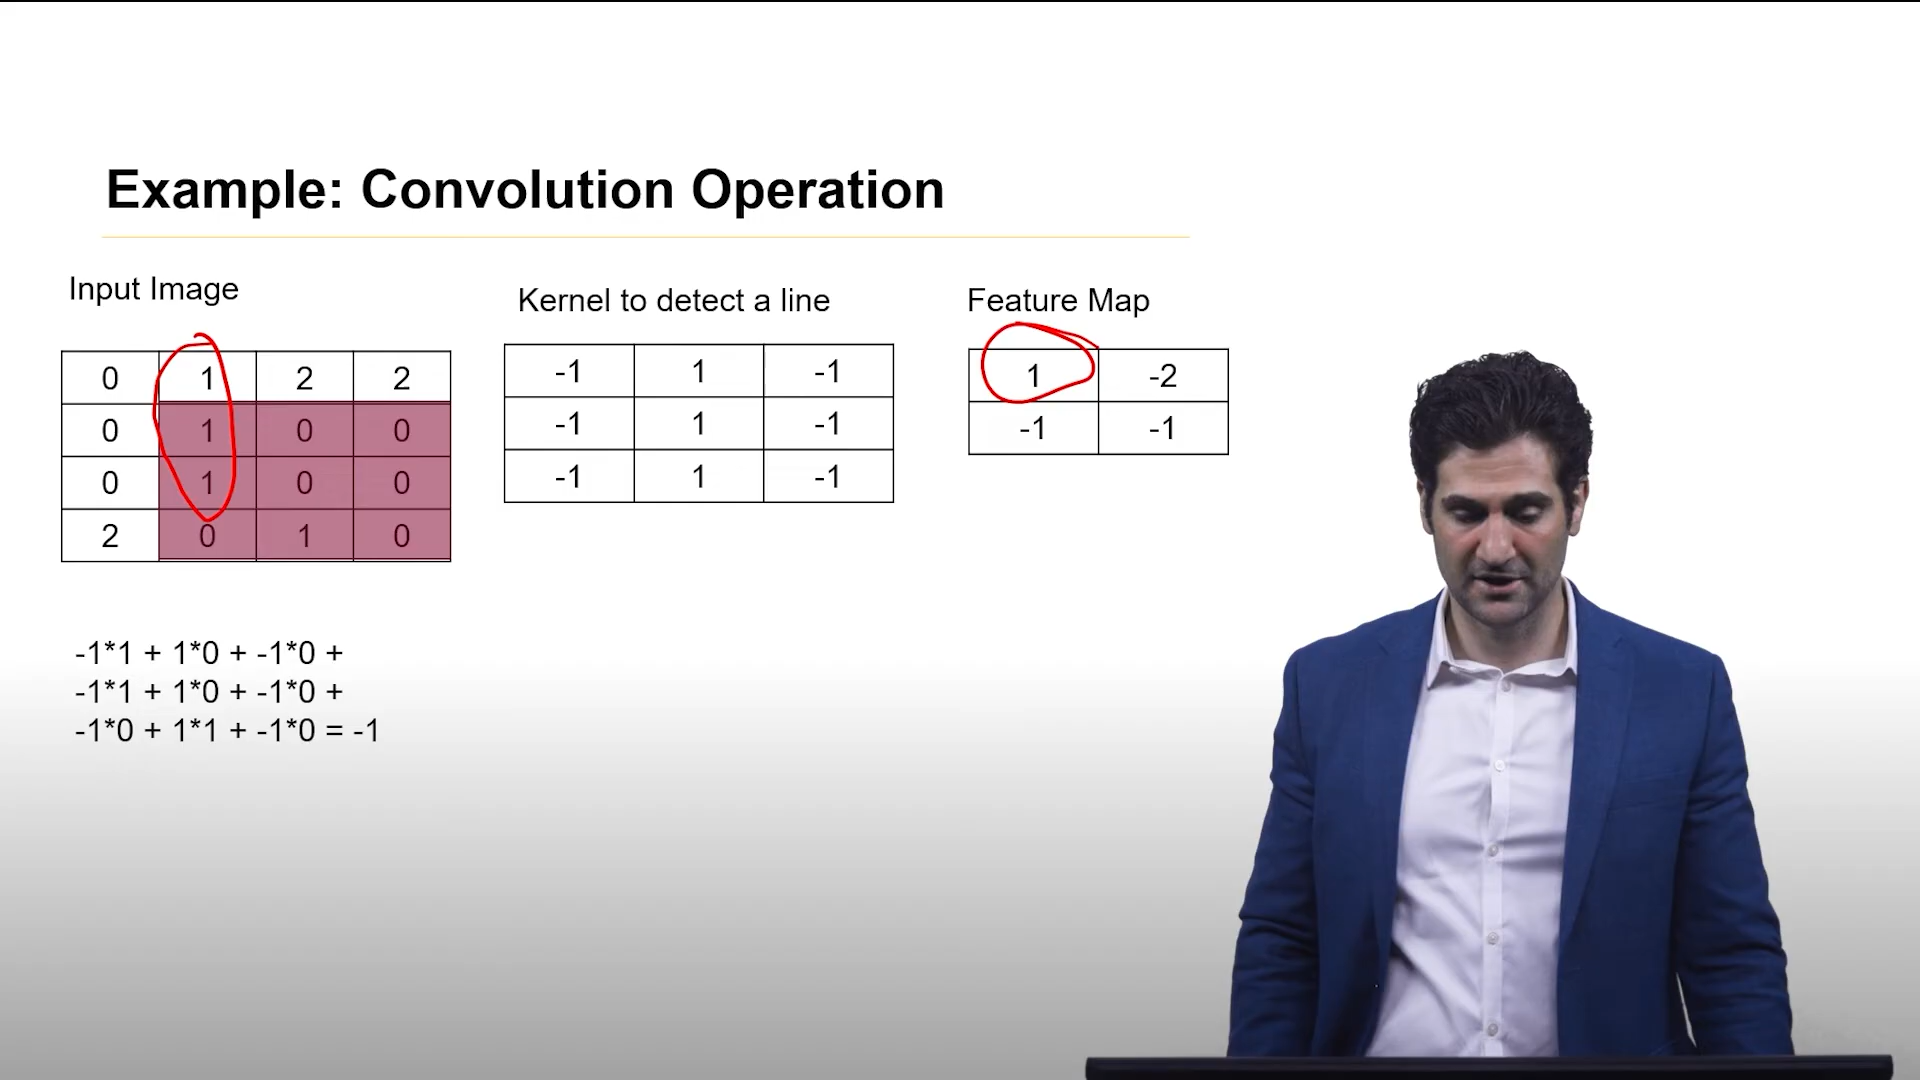 Example: Convolution Operation
Input Image
0 1 2 2
0 1 0 0
0 1 0 0
2 0 1 0
Kernel to detect a line
-1 1 -1
-1 1 -1
-1 1 -1
Feature Map
1 -2
-1 -1
-1*1 + 1*0 + -1*0 +
-1*1 + 1*0 + -1*0 +
-1*0 + 1*1 + -1*0 = -1